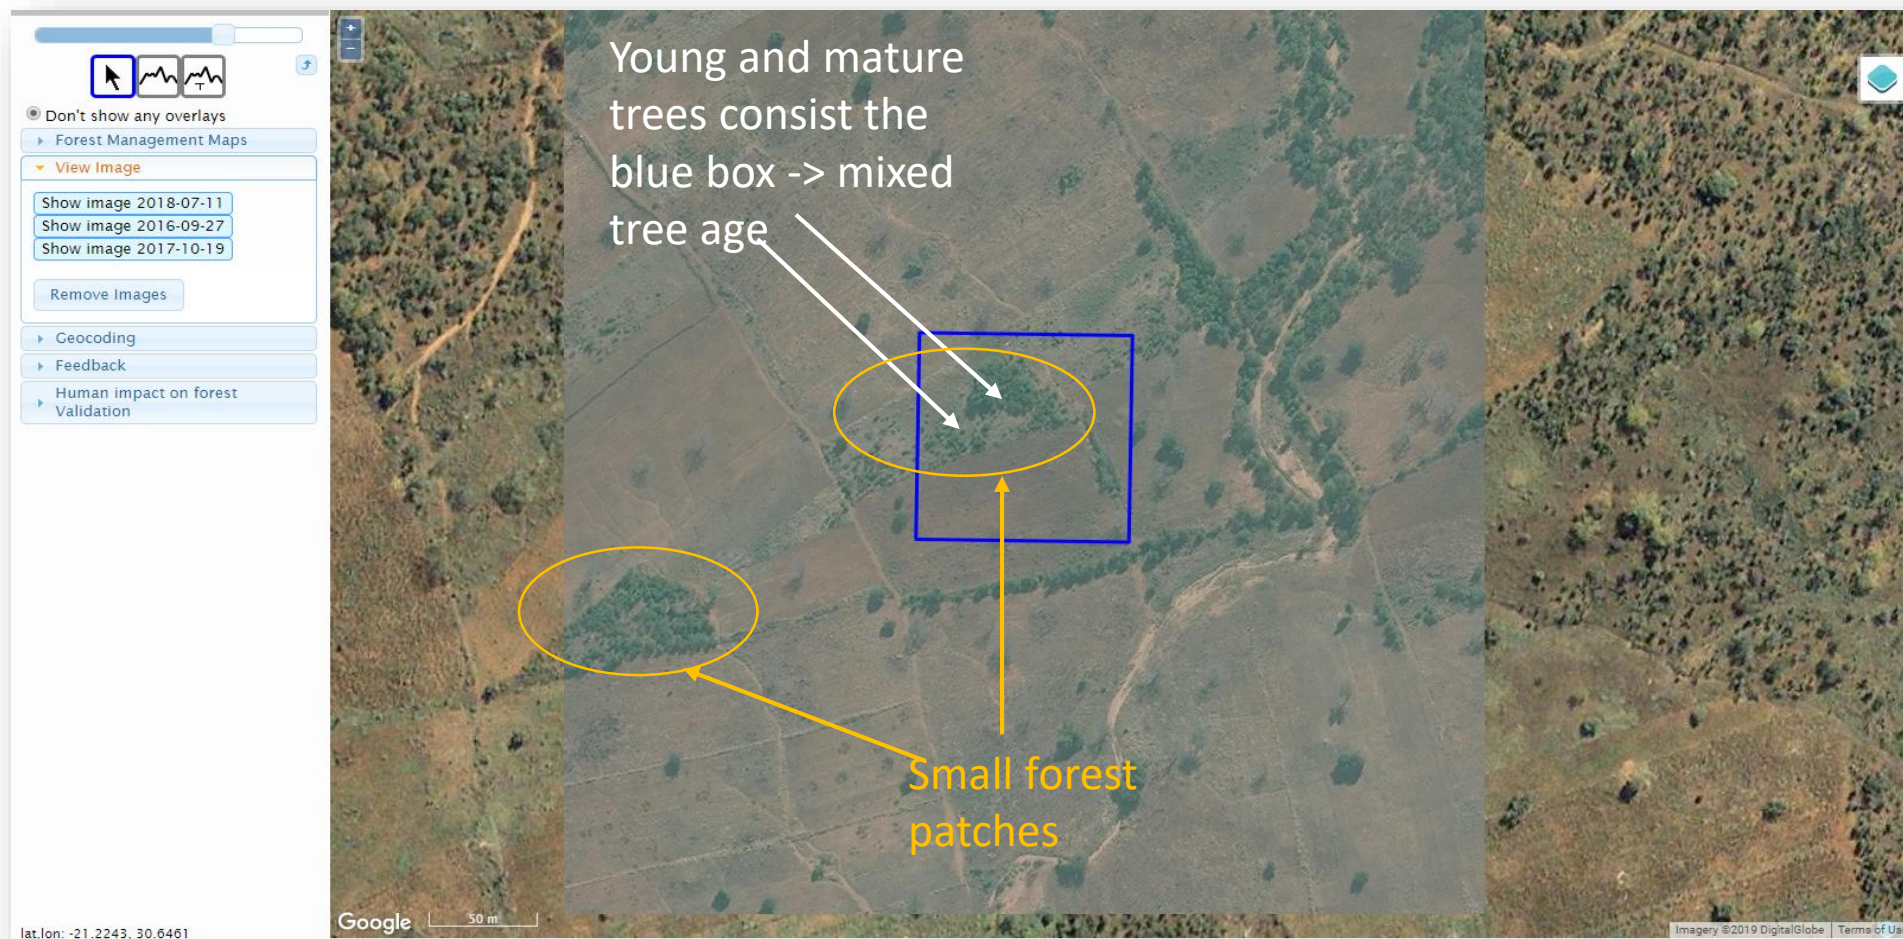 Don't show any overlays
Forest Management Maps
View Image
Show image 2018-07-11
Show image 2016-09-27
Show image 2017-10-19
Remove Images
Geocoding
Feedback
Human impact on forest
Validation
lat.lon: -21.2243, 30.6461
Young and mature
trees consist the
blue box -> mixed
tree age
Small forest
patches
Google
50 m
Imagery ©2019 DigitalGlobe
Terms of